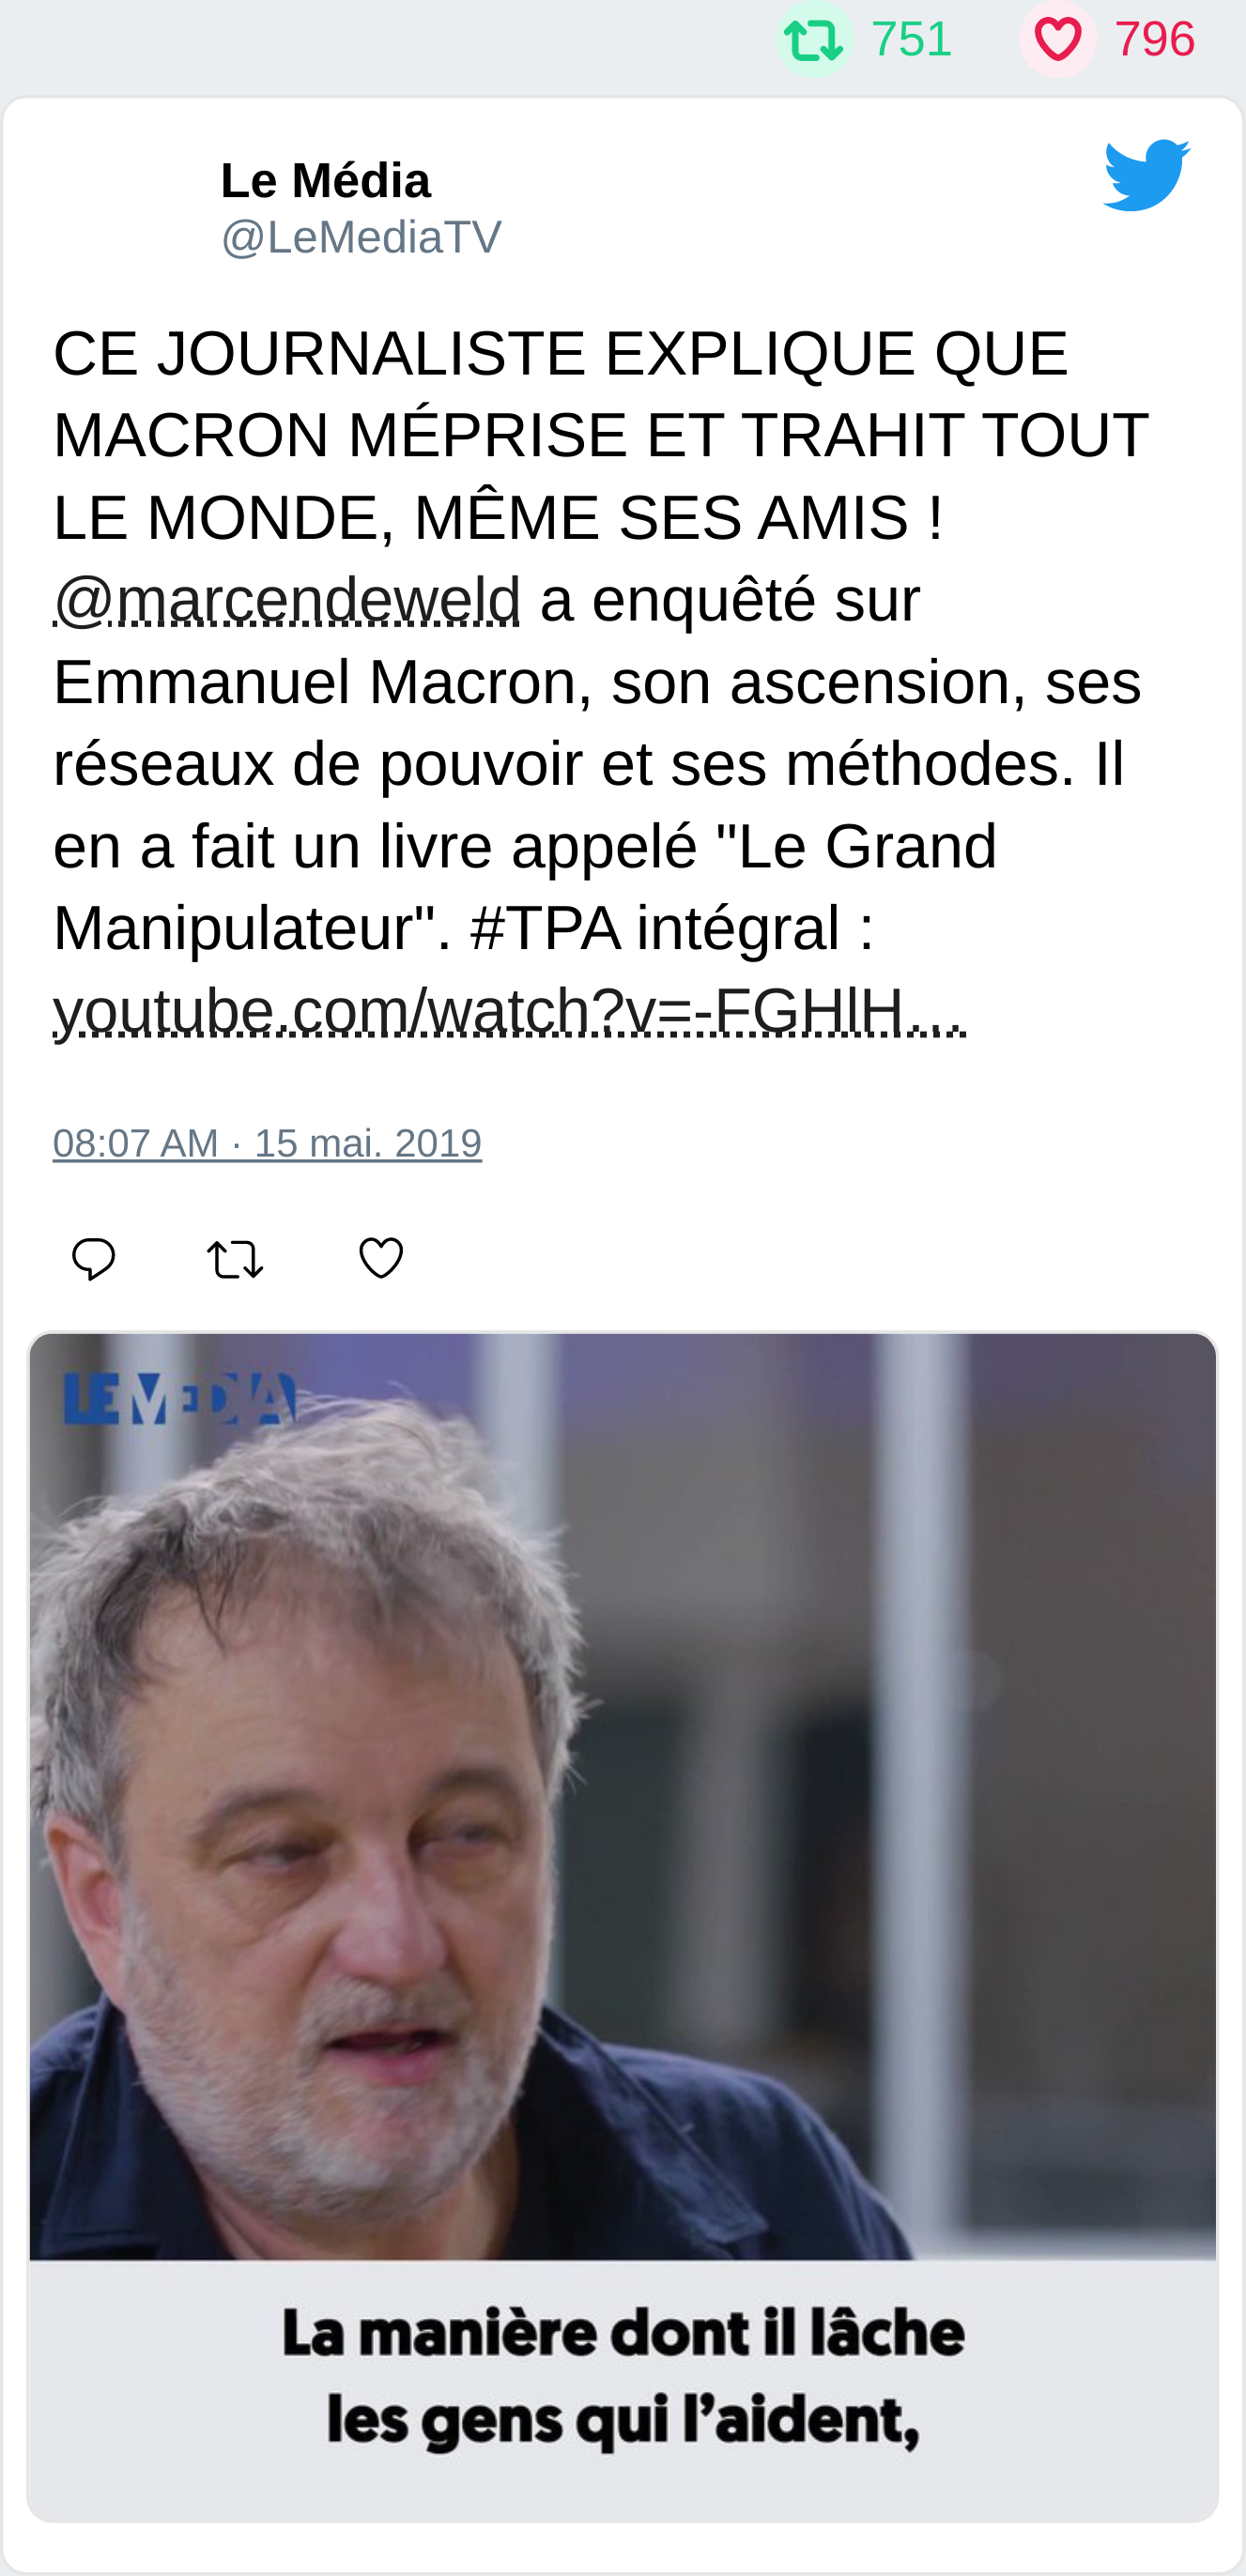 751 796
Le Média
@LeMediaTV
CE JOURNALISTE EXPLIQUE QUE
MACRON MÉPRISE ET TRAHIT TOUT
LE MONDE, MÊME SES AMIS !
@marcendeweld a enquêté sur
Emmanuel Macron, son ascension, ses
réseaux de pouvoir et ses méthodes. Il
en a fait un livre appelé "Le Grand
Manipulateur". #TPA intégral :
youtube.com/watch?v=-FGHlH…
08:07 AM · 15 mai. 2019
LE MEDIA
La manière dont il lâche
les gens qui l’aident,